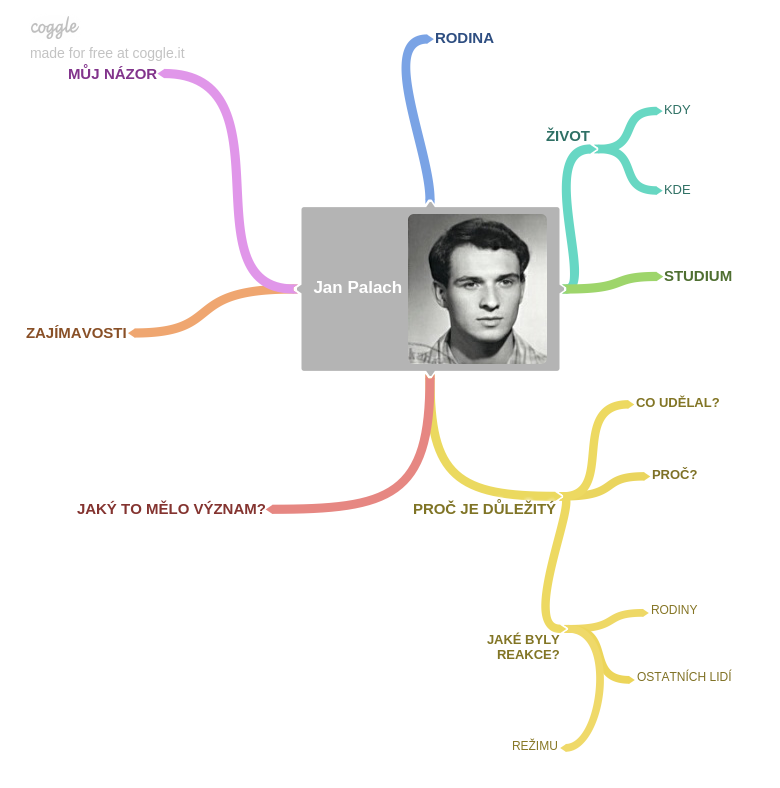 coggle
made for free at coggle.it
RODINA
MŮJ NÁZOR
KDY
ŽIVOT
KDE
STUDIUM
Jan Palach
ZAJÍMAVOSTI
CO UDĚLAL?
PROČ?
JAKÝ TO MĚLO VÝZNAM?
PROČ JE DŮLEŽITÝ
RODINY
JAKÉ BYLY
REAKCE?
OSTATNÍCH LIDÍ
REŽIMU